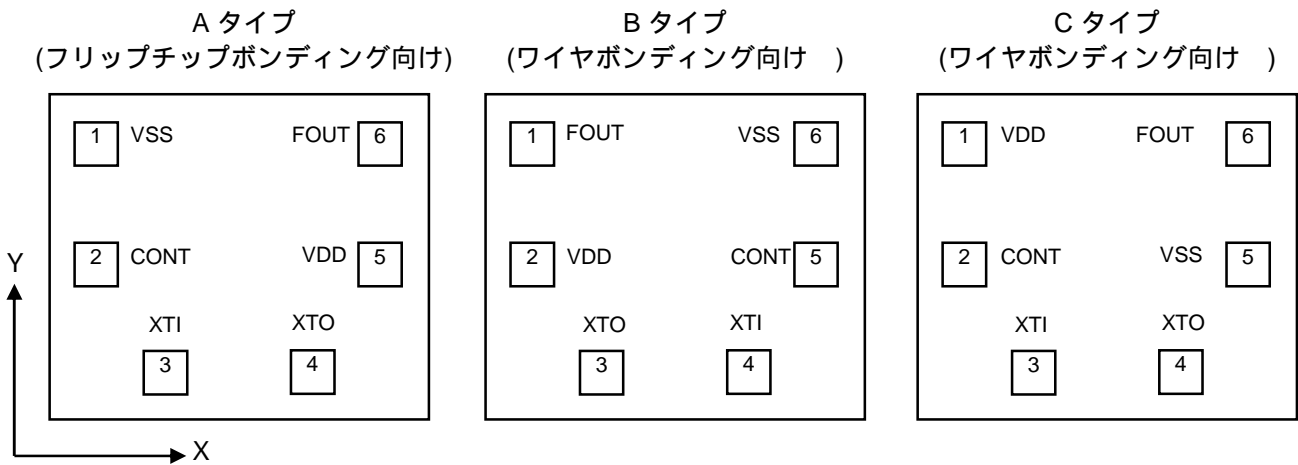 A タイプ
(フリップチップボンディング向け)
B タイプ
(ワイヤボンディング向け )
C タイプ
(ワイヤボンディング向け )
1 VSS FOUT 6
2 CONT VDD 5
XTI XTO
3 4
1 FOUT VSS 6
2 VDD CONT 5
XTO XTI
3 4
1 VDD FOUT 6
2 CONT VSS 5
XTI XTO
3 4
Y
X